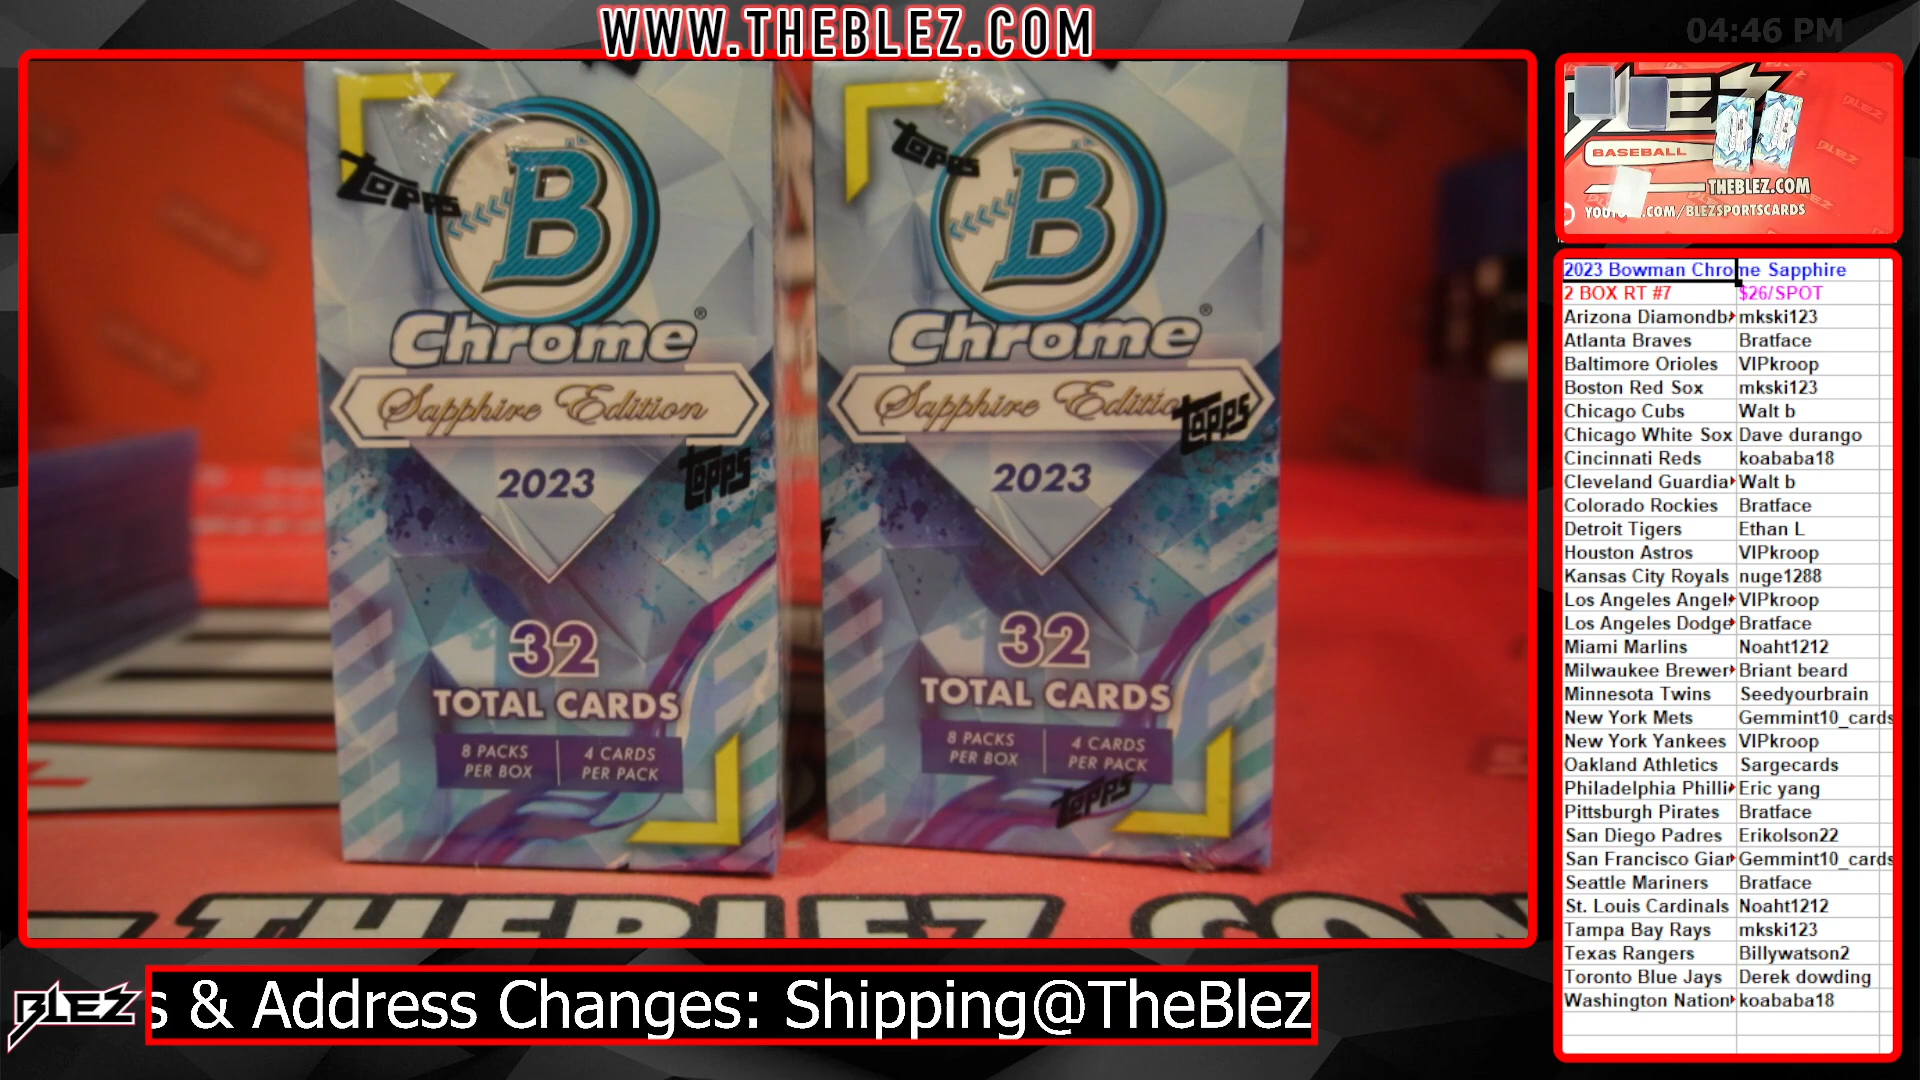 WWW.THEBLEZ.COM
04:46 PM
Topps
B
Chrome®
Sapphire Edition
Topps
2023
32
TOTAL CARDS
8 PACKS PER BOX
4 CARDS PER PACK
Topps
B
Chrome®
Sapphire Editio
Topps
2023
32
TOTAL CARDS
8 PACKS PER BOX
4 CARDS PER PACK
Topps
THEBLEZ.COM
BASEBALL
THEBLEZ.COM
.COM/BLEZSPORTSCARDS
2023 Bowman Chrome Sapphire
2 BOX RT #7 $26/SPOT
Arizona Diamondb mkski123
Atlanta Braves Bratface
Baltimore Orioles VIPkroop
Boston Red Sox mkski123
Chicago Cubs Walt b
Chicago White Sox Dave durango
Cincinnati Reds koababa18
Cleveland Guardia Walt b
Colorado Rockies Bratface
Detroit Tigers Ethan L
Houston Astros VIPkroop
Kansas City Royals nuge1288
Los Angeles Angel VIPkroop
Los Angeles Dodge Bratface
Miami Marlins Noaht1212
Milwaukee Brewer Briant beard
Minnesota Twins Seedyourbrain
New York Mets Gemmint10_cards
New York Yankees VIPkroop
Oakland Athletics Sargecards
Philadelphia Philli Eric yang
Pittsburgh Pirates Bratface
San Diego Padres Erikolson22
San Francisco Gian Gemmint10_cards
Seattle Mariners Bratface
St. Louis Cardinals Noaht1212
Tampa Bay Rays mkski123
Texas Rangers Billywatson2
Toronto Blue Jays Derek dowding
Washington Nation koababa18
BLEZ
s & Address Changes: Shipping@TheBlez